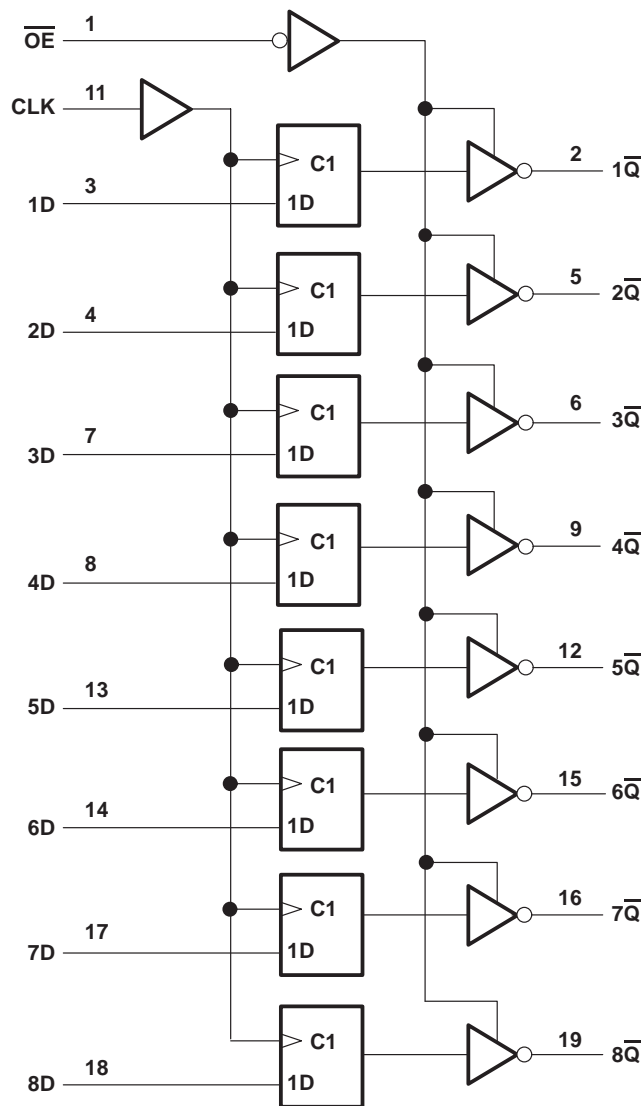 O̅E̅ 1
CLK 11
C1
2 1Q̅
1D 3 1D
C1
5 2Q̅
2D 4 1D
C1
6 3Q̅
3D 7 1D
C1
9 4Q̅
4D 8 1D
C1
12 5Q̅
5D 13 1D
C1
15 6Q̅
6D 14 1D
C1
16 7Q̅
7D 17 1D
C1
19 8Q̅
8D 18 1D